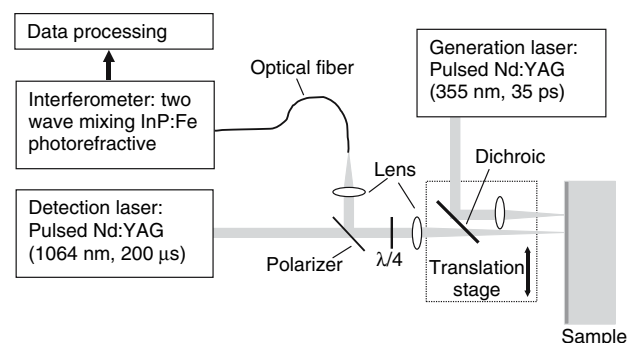 Data processing
Interferometer: two
wave mixing InP:Fe
photorefractive
Detection laser:
Pulsed Nd:YAG
(1064 nm, 200 μs)
Optical fiber
Generation laser:
Pulsed Nd:YAG
(355 nm, 35 ps)
Lens
Dichroic
Polarizer
λ/4
Translation
stage
Sample